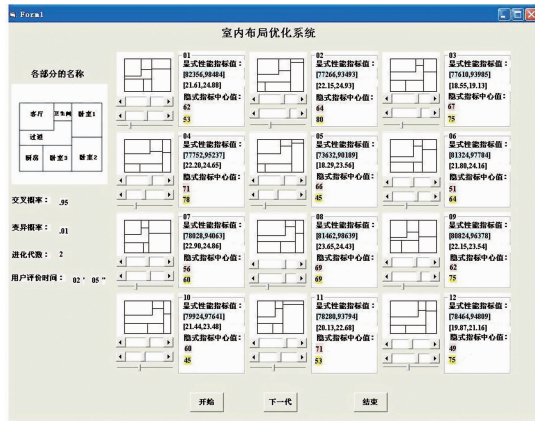 Form1
室内布局优化系统
各部分的名称
客厅 卫生间 卧室1
过道
厨房 卧室3 卧室2
交叉概率： .95
变异概率： .01
进化代数： 2
用户评价时间： 02 ' 05 "
01
显式性能指标值：
[82356,98484]
[21.61,24.88]
隐式指标中心值：
62
53
02
显式性能指标值：
[77266,93493]
[22.15,24.93]
隐式指标中心值：
64
80
03
显式性能指标值：
[77610,93985]
[18.55,19.13]
隐式指标中心值：
67
75
04
显式性能指标值：
[77752,95237]
[22.20,24.65]
隐式指标中心值：
71
78
05
显式性能指标值：
[73632,90189]
[18.29,23.56]
隐式指标中心值：
66
45
06
显式性能指标值：
[81324,97784]
[21.80,24.16]
隐式指标中心值：
51
64
07
显式性能指标值：
[78028,94063]
[22.90,24.86]
隐式指标中心值：
56
60
08
显式性能指标值：
[81462,98639]
[23.65,24.43]
隐式指标中心值：
69
69
09
显式性能指标值：
[80824,96378]
[22.15,23.54]
隐式指标中心值：
62
75
10
显式性能指标值：
[79924,97641]
[21.44,23.48]
隐式指标中心值：
60
45
11
显式性能指标值：
[78280,93794]
[20.13,22.68]
隐式指标中心值：
71
53
12
显式性能指标值：
[78464,94809]
[19.87,21.16]
隐式指标中心值：
49
75
开始 下一代 结束